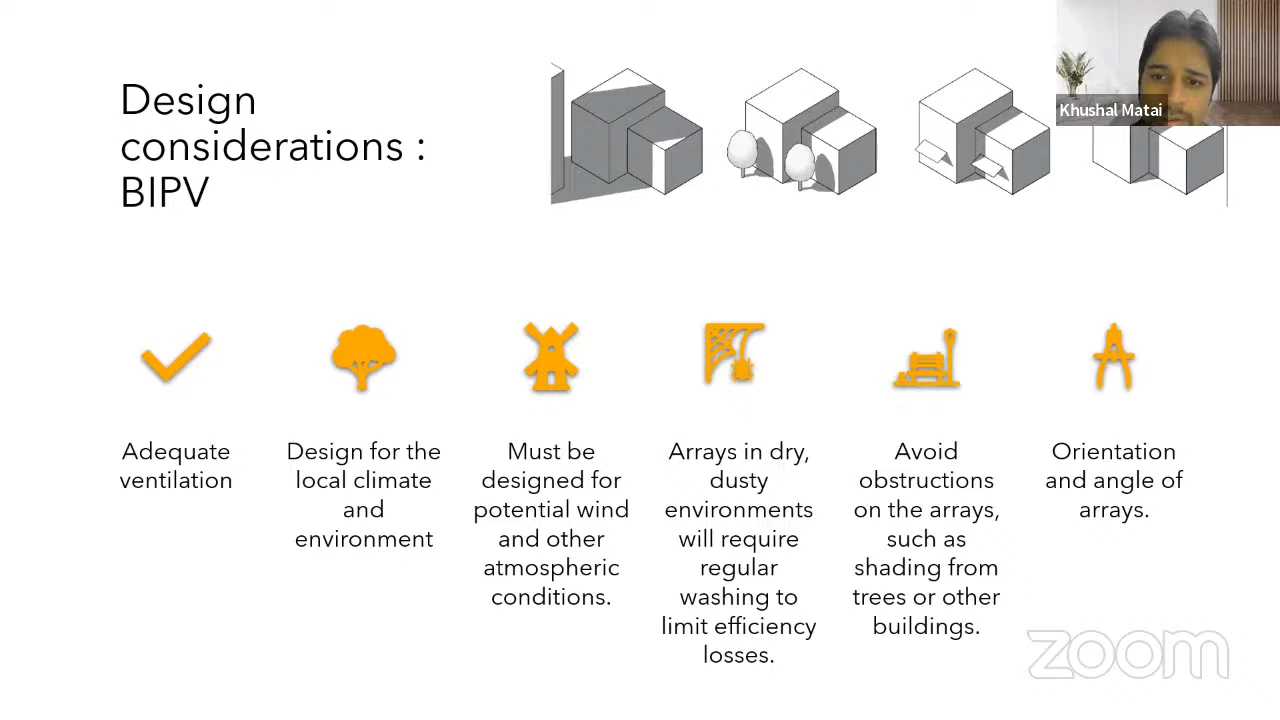 Design
considerations :
BIPV
Khushal Matai
Adequate
ventilation
Design for the
local climate
and
environment
Must be
designed for
potential wind
and other
atmospheric
conditions.
Arrays in dry,
dusty
environments
will require
regular
washing to
limit efficiency
losses.
Avoid
obstructions
on the arrays,
such as
shading from
trees or other
buildings.
Orientation
and angle of
arrays.
zoom